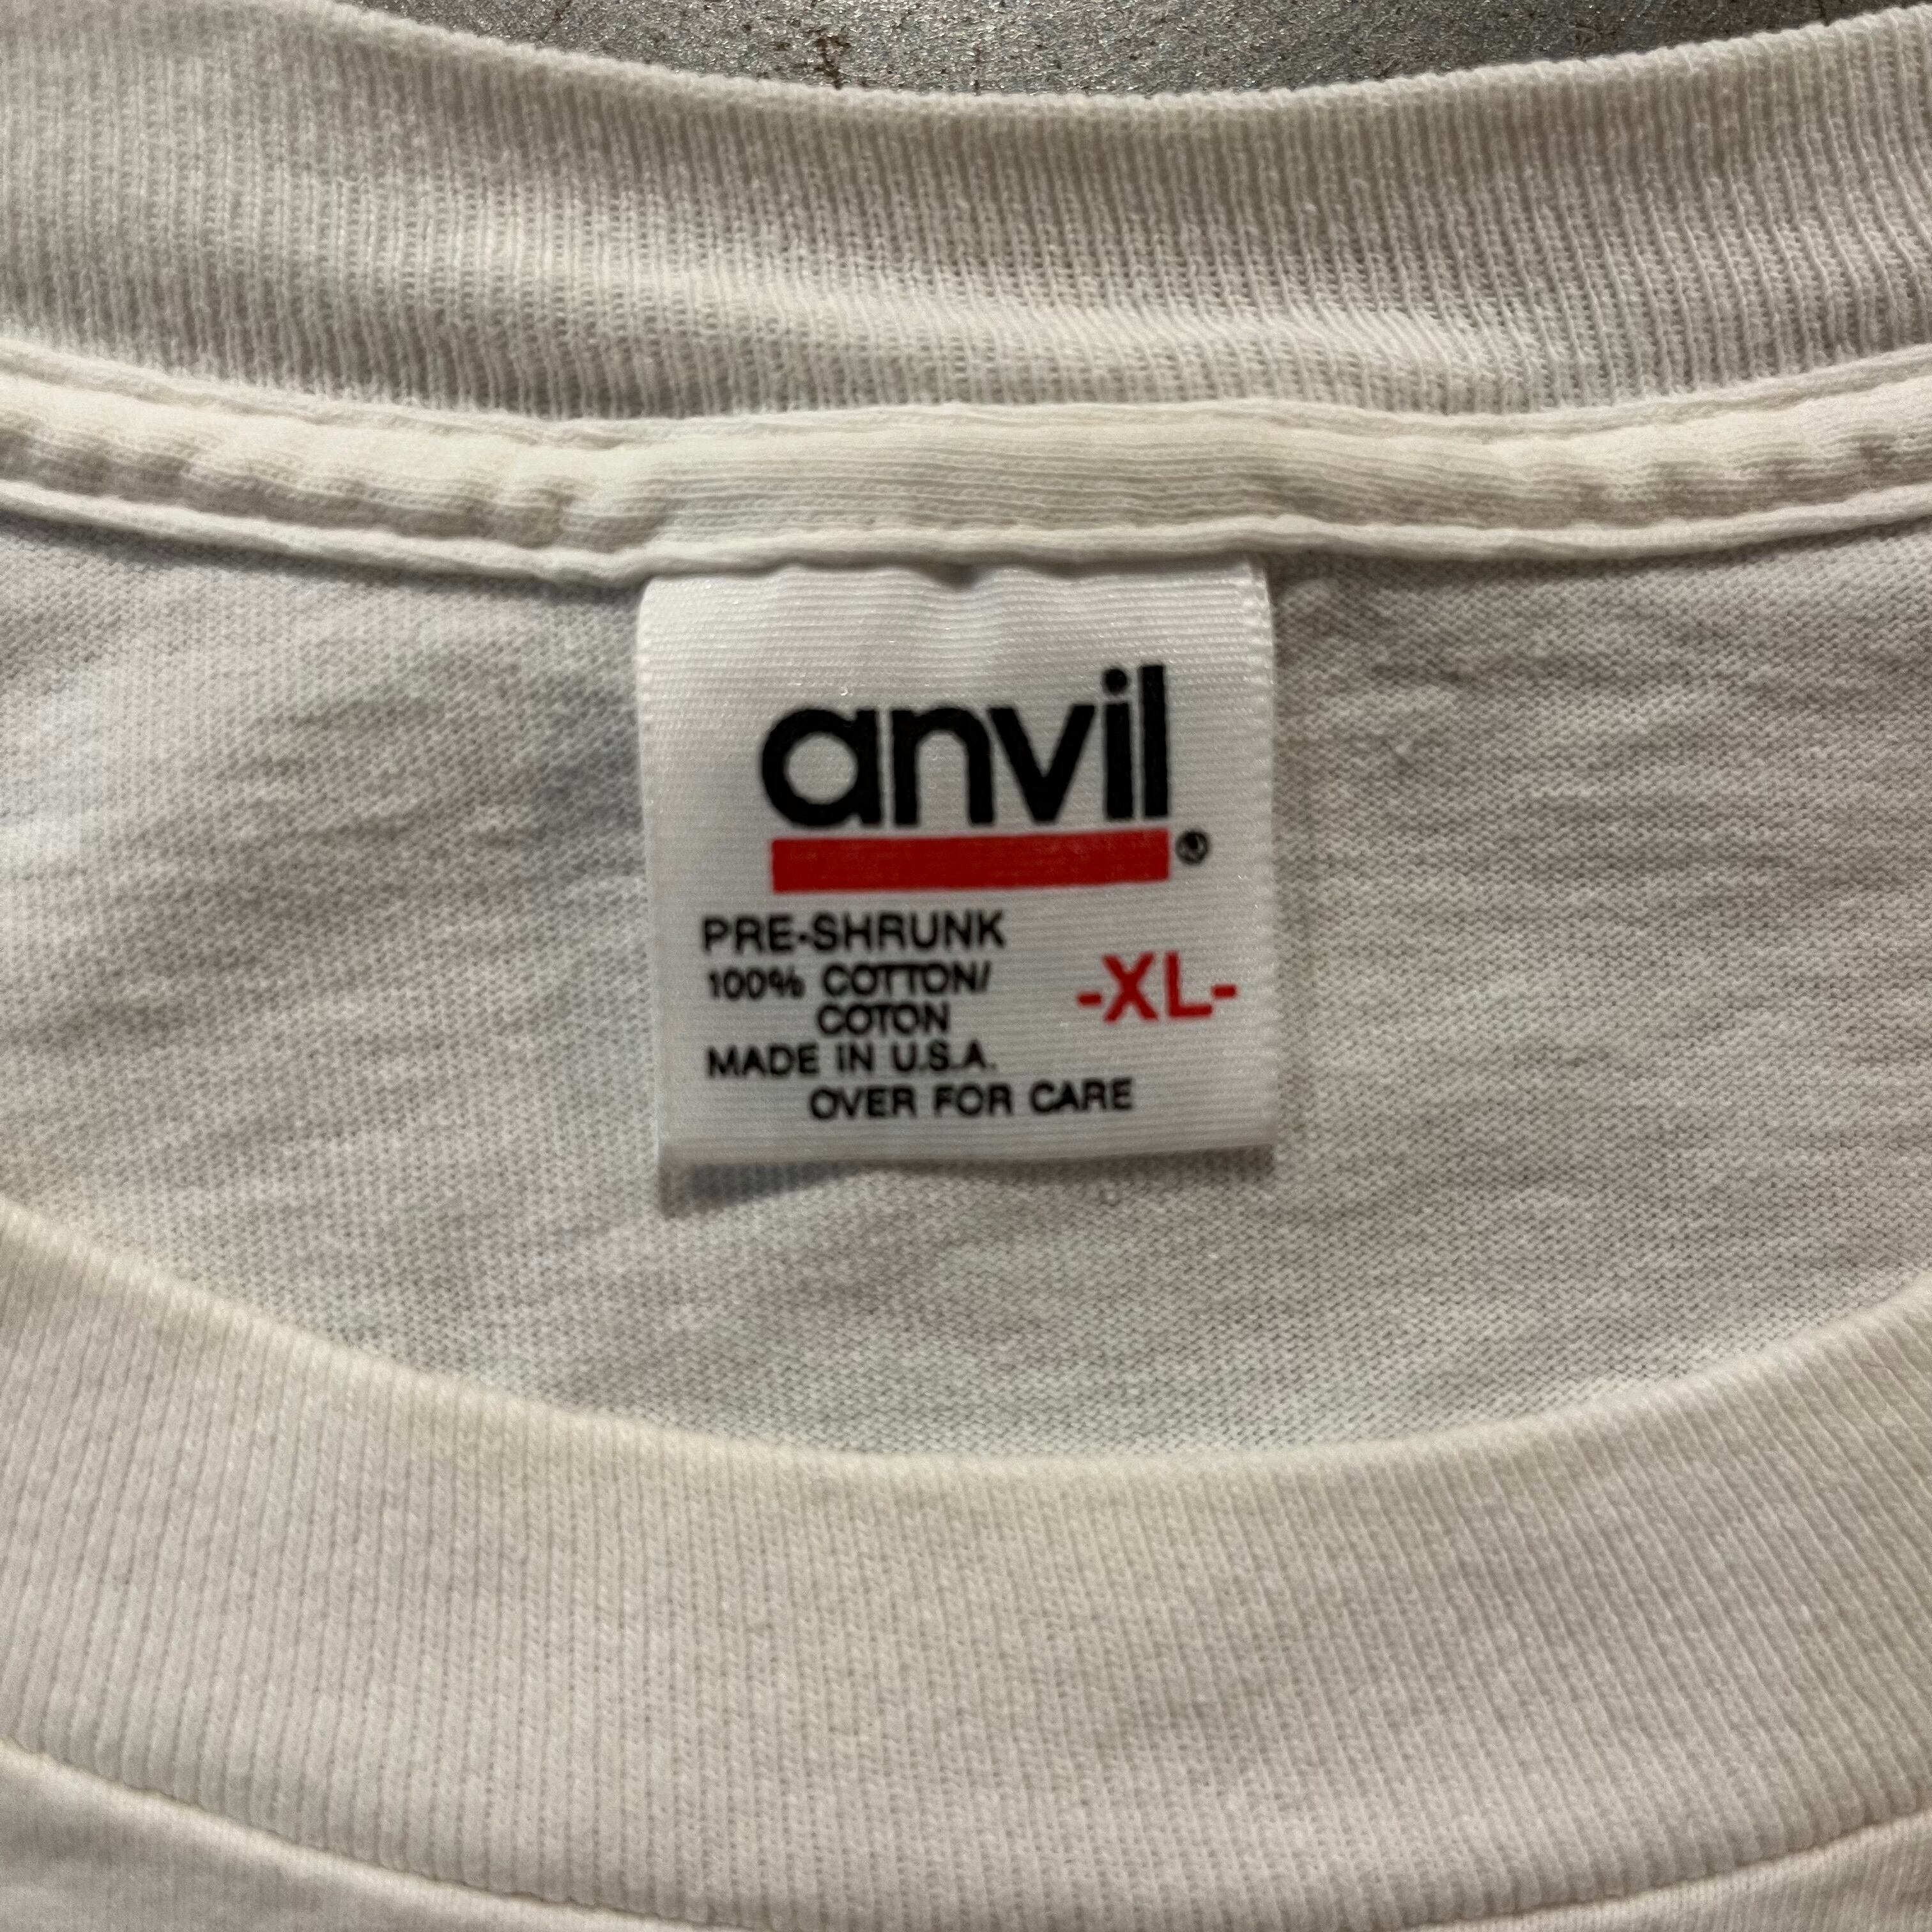 anvil®
PRE-SHRUNK
100% COTTON/
COTON
-XL-
MADE IN U.S.A.
OVER FOR CARE